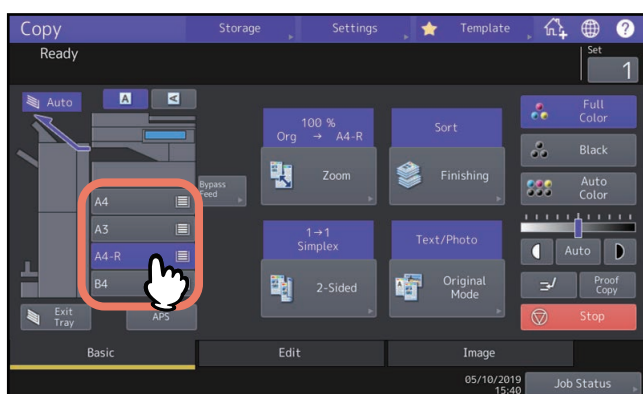 Copy
Storage
Settings
Template
?
Ready
Set
1
Auto
A
A
100 %
Org → A4-R
Sort
Full
Color
Zoom
Finishing
Black
Bypass
Feed
Auto
Color
A4
A3
A4-R
B4
1→1
Simplex
Text/Photo
Auto
2-Sided
Original
Mode
Proof
Copy
Exit
Tray
APS
Stop
Basic
Edit
Image
05/10/2019
15:40
Job Status